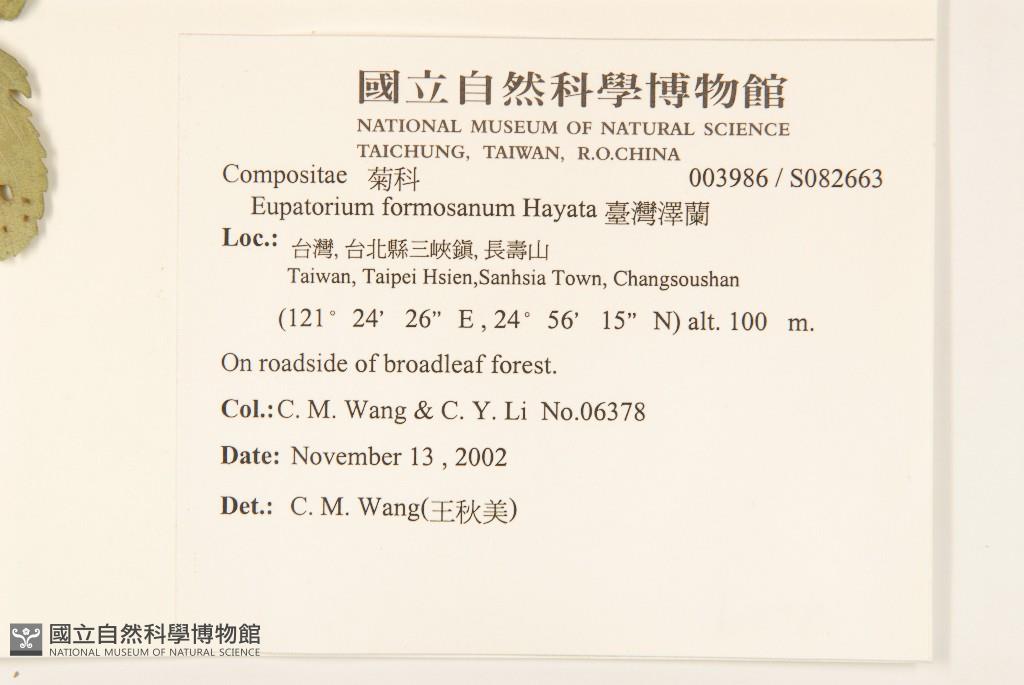 國立自然科學博物館
NATIONAL MUSEUM OF NATURAL SCIENCE
TAICHUNG, TAIWAN, R.O.CHINA
Compositae 菊科 003986 / S082663
Eupatorium formosanum Hayata 臺灣澤蘭
Loc.: 台灣, 台北縣三峽鎮, 長壽山
Taiwan, Taipei Hsien,Sanhsia Town, Changsoushan
(121° 24’ 26” E , 24° 56’ 15” N) alt. 100 m.
On roadside of broadleaf forest.
Col.: C. M. Wang & C. Y. Li No.06378
Date: November 13 , 2002
Det.: C. M. Wang(王秋美)
國立自然科學博物館
NATIONAL MUSEUM OF NATURAL SCIENCE